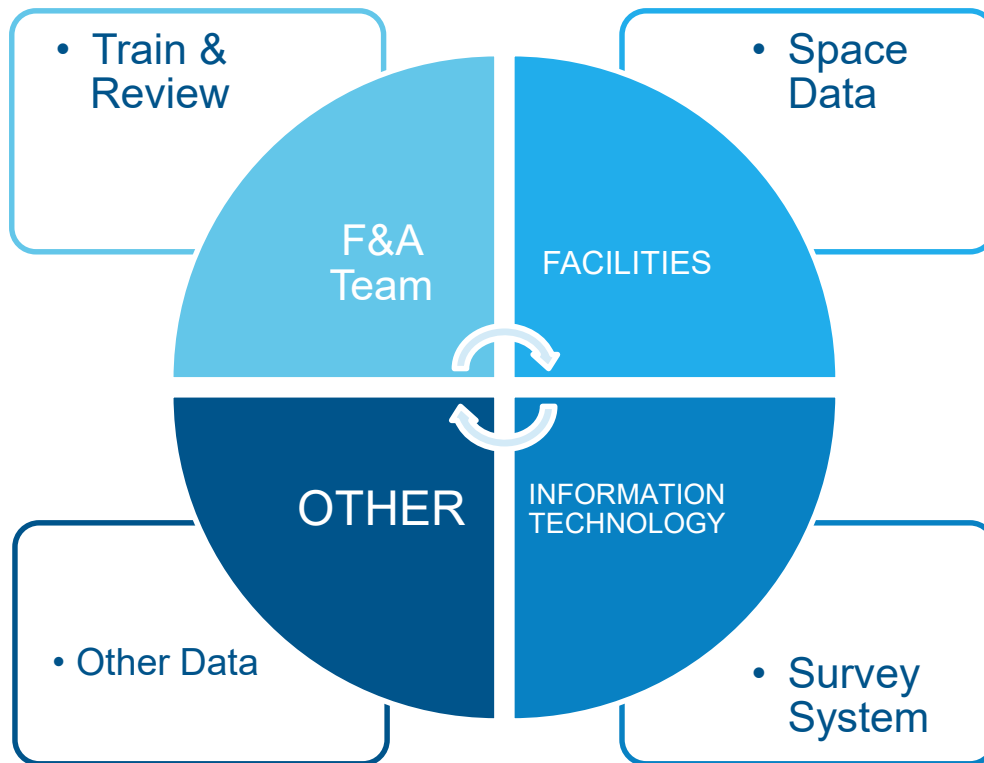 • Train &
Review
• Space
Data
F&A
Team
FACILITIES
OTHER
INFORMATION
TECHNOLOGY
• Other Data
• Survey
System